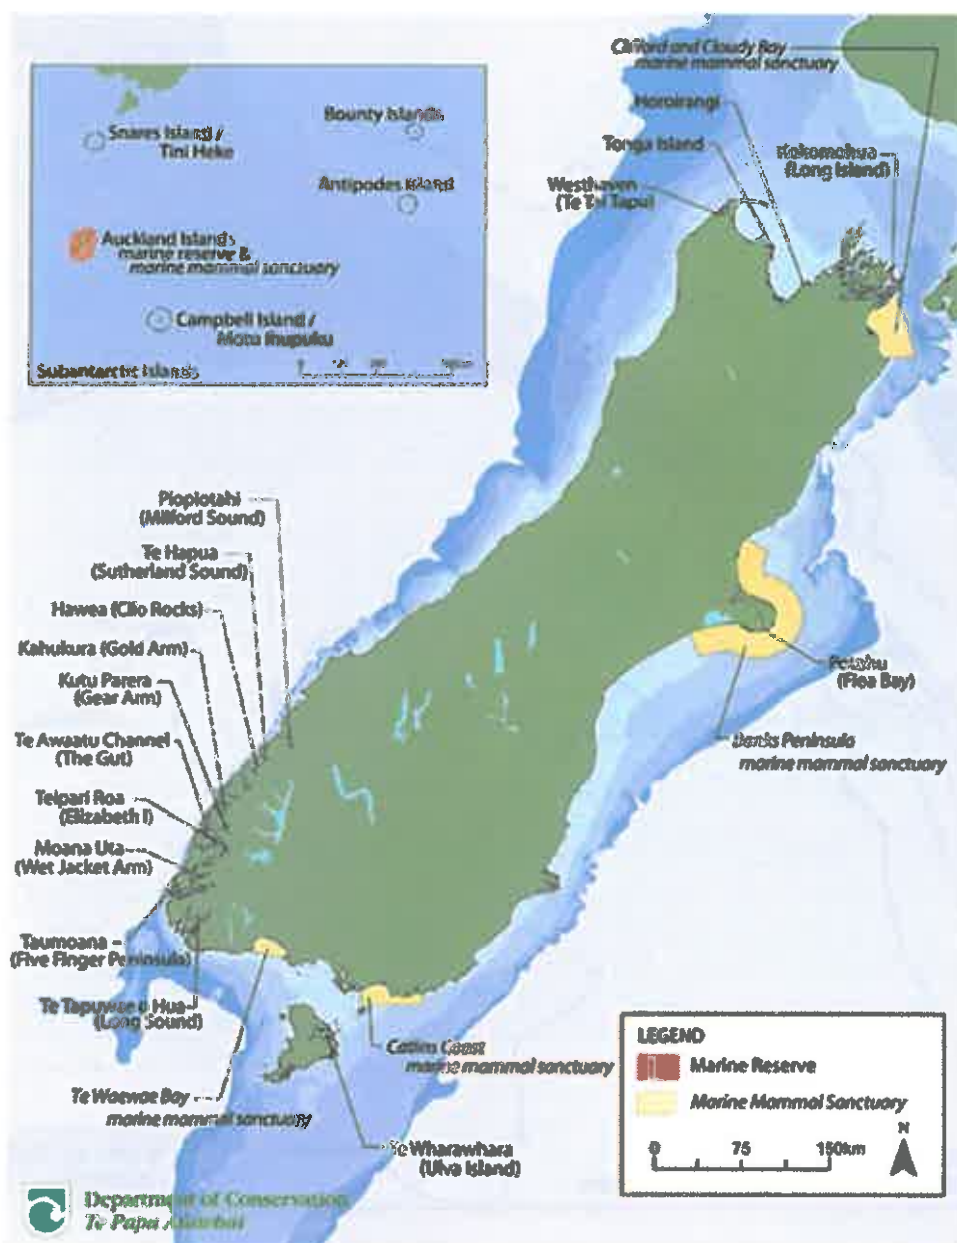 Clifford and Cloudy Bay
marine mammal sanctuary
Horoirangi
Tonga Island
Kokomohua
(Long Island)
Westhaven
(Te Tai Tapu)
Snares Island /
Tini Heke
Bounty Islands
Antipodes Island
Auckland Islands
marine reserve &
marine mammal sanctuary
Campbell Island /
Motu Ihupuku
Subantarctic Islands
Piopiotahi
(Milford Sound)
Te Hapua
(Sutherland Sound)
Hawea (Clio Rocks)
Kahukura (Gold Arm)
Kutu Parera
(Gear Arm)
Te Awaatu Channel
(The Gut)
Taipari Roa
(Elizabeth I)
Moana Uta
(Wet Jacket Arm)
Taumoana
(Five Finger Peninsula)
Te Tapuwae o Hua
(Long Sound)
Te Waewae Bay
marine mammal sanctuary
Pohatu
(Flea Bay)
Banks Peninsula
marine mammal sanctuary
Catlins Coast
marine mammal sanctuary
Te Wharawhara
(Ulva Island)
LEGEND
Marine Reserve
Marine Mammal Sanctuary
N
0 75 150km
Department of Conservation
Te Papa Atawhai